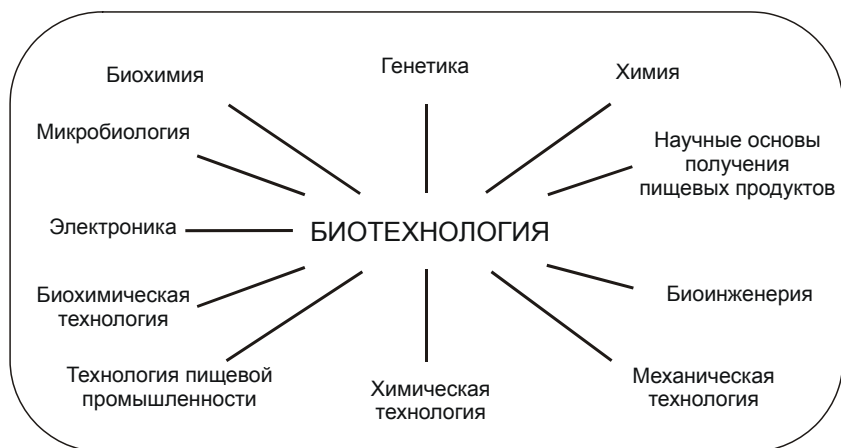 Биохимия
Генетика
Химия
Микробиология
Научные основы
получения
пищевых продуктов
Электроника
БИОТЕХНОЛОГИЯ
Биохимическая
технология
Биоинженерия
Технология пищевой
промышленности
Химическая
технология
Механическая
технология